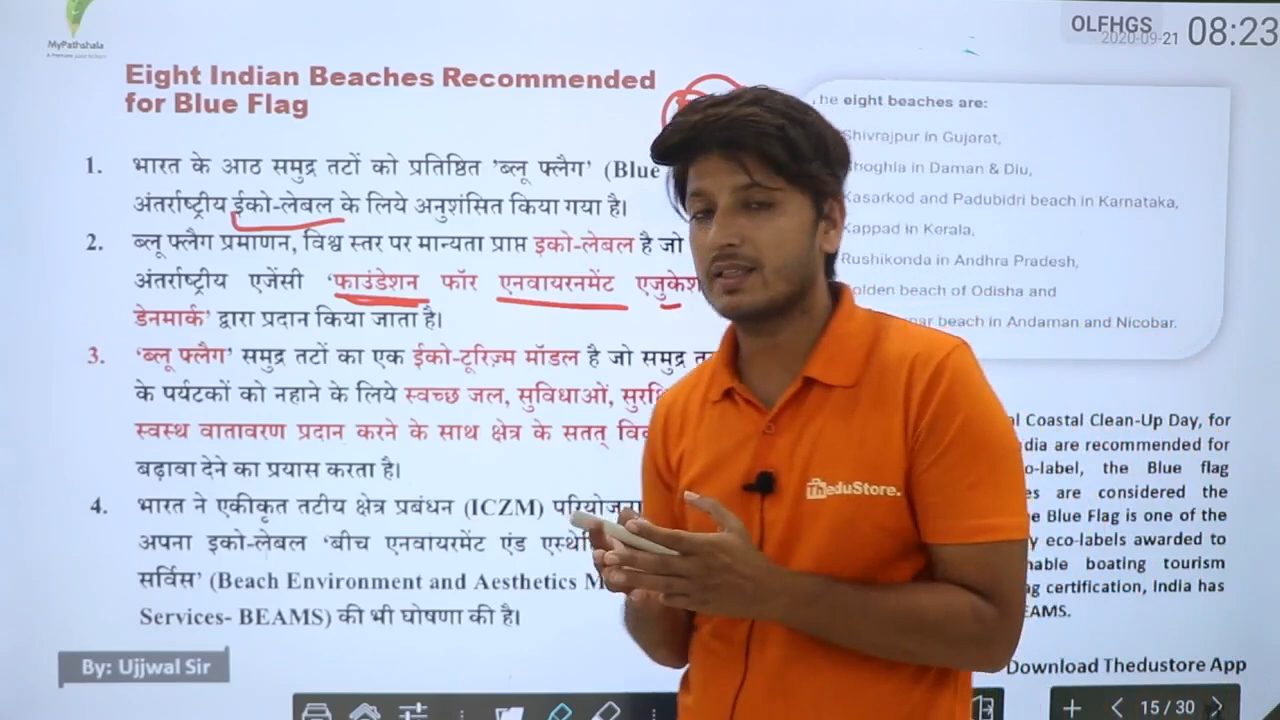 MyPathshala
OLFHGS
2020-09-21
08:23
Eight Indian Beaches Recommended
for Blue Flag
1. भारत के आठ समुद्र तटों को प्रतिष्ठित 'ब्लू फ्लैग' (Blue
अंतर्राष्ट्रीय ईको-लेबल के लिये अनुशंसित किया गया है।
2. ब्लू फ्लैग प्रमाणन, विश्व स्तर पर मान्यता प्राप्त इको-लेबल है जो
अंतर्राष्ट्रीय एजेंसी 'फाउंडेशन फॉर एनवायरनमेंट एजुकेश
डेनमार्क' द्वारा प्रदान किया जाता है।
3. 'ब्लू फ्लैग' समुद्र तटों का एक ईको-टूरिज़्म मॉडल है जो समुद्र त
के पर्यटकों को नहाने के लिये स्वच्छ जल, सुविधाओं, सुरक्षि
स्वस्थ वातावरण प्रदान करने के साथ क्षेत्र के सतत् वि
बढ़ावा देने का प्रयास करता है।
4. भारत ने एकीकृत तटीय क्षेत्र प्रबंधन (ICZM) परियोजना
अपना इको-लेबल 'बीच एनवायरमेंट एंड एस्थे
सर्विस' (Beach Environment and Aesthetics M
Services- BEAMS) की भी घोषणा की है।
By: Ujjwal Sir
he eight beaches are:
Shivrajpur in Gujarat,
hoghla in Daman & Diu,
Kasarkod and Padubidri beach in Karnataka,
Kappad in Kerala,
Rushikonda in Andhra Pradesh,
olden beach of Odisha and
nar beach in Andaman and Nicobar.
al Coastal Clean-Up Day, for
dia are recommended for
o-label, the Blue flag
es are considered the
e Blue Flag is one of the
y eco-labels awarded to
nable boating tourism
ag certification, India has
EAMS.
TheduStore.
Download Thedustore App
15 / 30